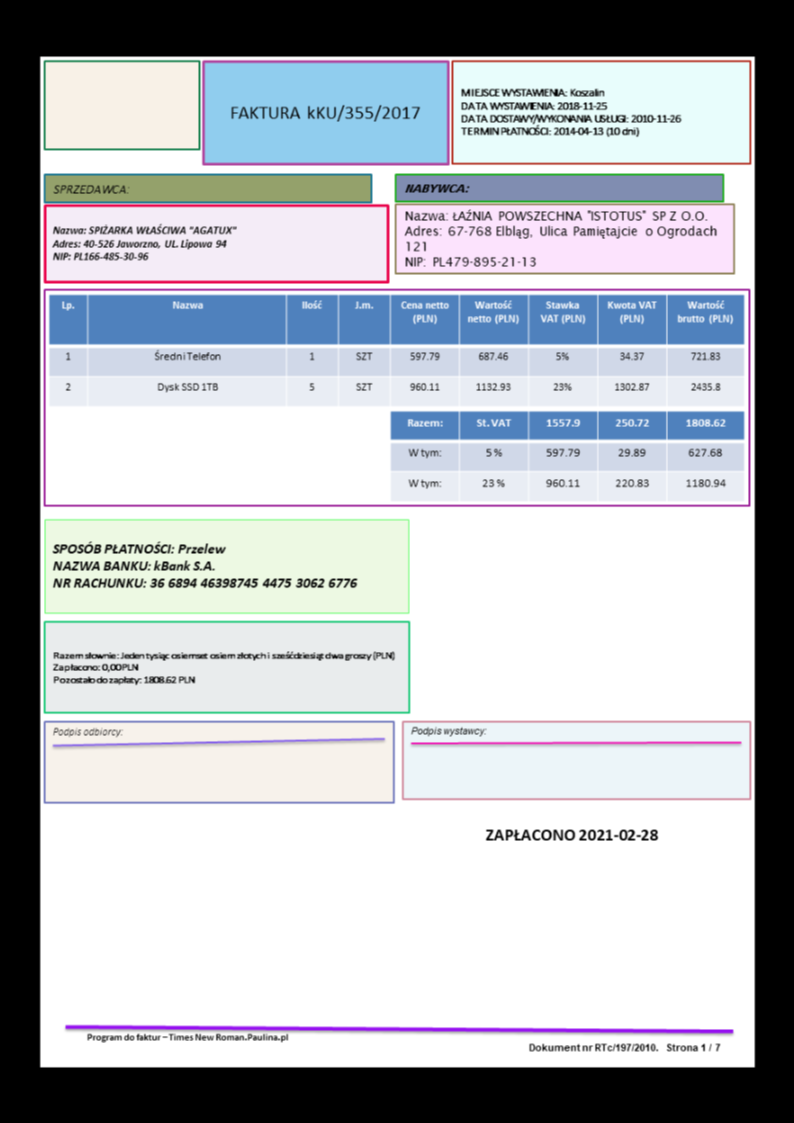 FAKTURA kKU/355/2017
MIEJSCE WYSTAWIENIA: Koszalin
DATA WYSTAWIENIA: 2018-11-25
DATA DOSTAWY/WYKONANIA USŁUGI: 2010-11-26
TERMIN PŁATNOŚCI: 2014-04-13 (10 dni)
SPRZEDAWCA:
Nazwa: SPIŻARKA WŁAŚCIWA "AGATUX"
Adres: 40-526 Jaworzno, UL. Lipowa 94
NIP: PL166-485-30-96
NABYWCA:
Nazwa: ŁAŹNIA POWSZECHNA "ISTOTUS" SP Z O.O.
Adres: 67-768 Elbląg, Ulica Pamiętajcie o Ogrodach
121
NIP: PL479-895-21-13
Lp. Nazwa Ilość J.m. Cena netto (PLN) Wartość netto (PLN) Stawka VAT (PLN) Kwota VAT (PLN) Wartość brutto (PLN)
1 Średni Telefon 1 SZT 597.79 687.46 5% 34.37 721.83
2 Dysk SSD 1TB 5 SZT 960.11 1132.93 23% 1302.87 2435.8
Razem: St. VAT 1557.9 250.72 1808.62
W tym: 5 % 597.79 29.89 627.68
W tym: 23 % 960.11 220.83 1180.94
SPOSÓB PŁATNOŚCI: Przelew
NAZWA BANKU: kBank S.A.
NR RACHUNKU: 36 6894 46398745 4475 3062 6776
Razem słownie: Jeden tysiąc osiemset osiem złotych i sześćdziesiąt dwa groszy (PLN)
Zapłacono: 0,00 PLN
Pozostało do zapłaty: 1808.62 PLN
Podpis odbiorcy:
Podpis wystawcy:
ZAPŁACONO 2021-02-28
Program do faktur – Times New Roman.Paulina.pl
Dokument nr RTc/197/2010. Strona 1 / 7